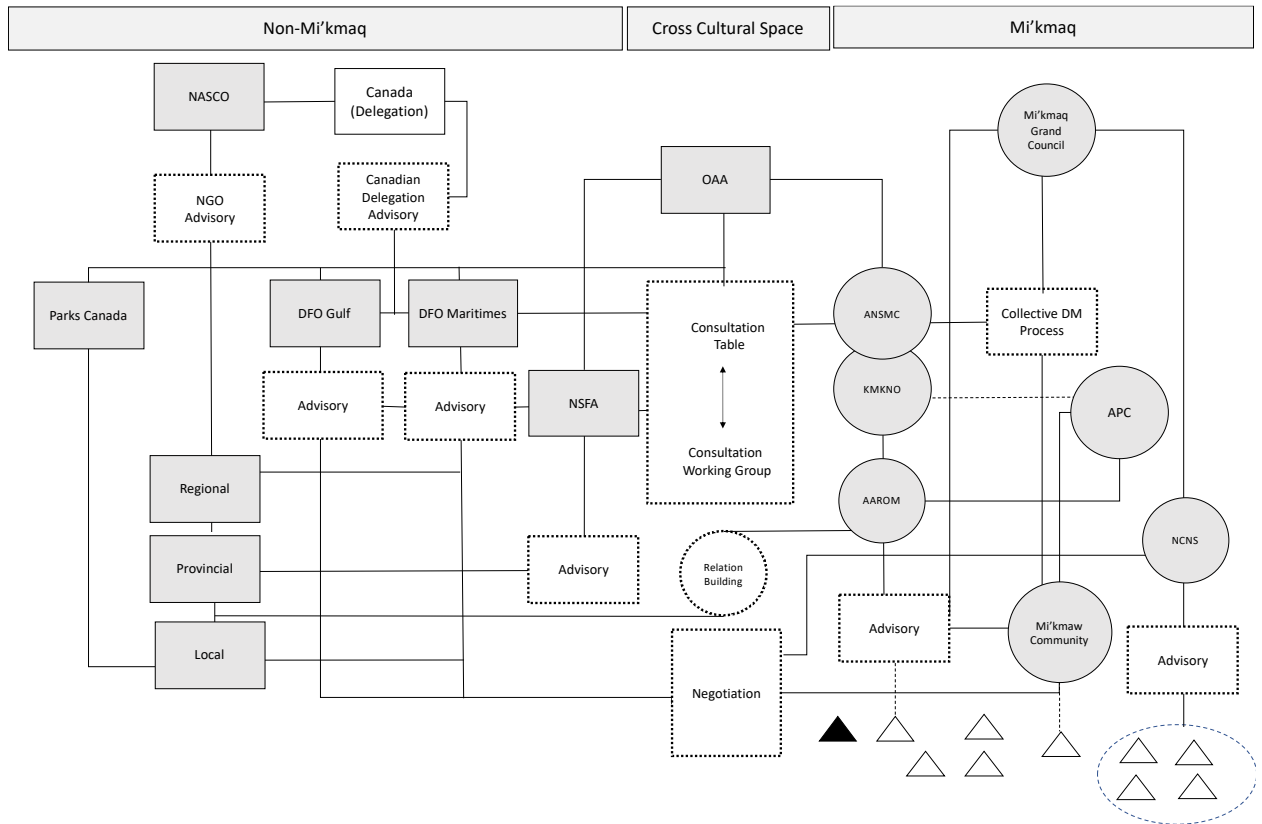 Non-Mi’kmaq
Cross Cultural Space
Mi’kmaq
NASCO
Canada
(Delegation)
Mi’kmaq
Grand
Council
OAA
NGO
Advisory
Canadian
Delegation
Advisory
Parks Canada
DFO Gulf
DFO Maritimes
Consultation
Table
ANSMC
Collective DM
Process
KMKNO
Advisory
Advisory
NSFA
APC
Consultation
Working Group
Regional
AAROM
NCNS
Provincial
Advisory
Relation
Building
Local
Advisory
Mi’kmaw
Community
Advisory
Negotiation